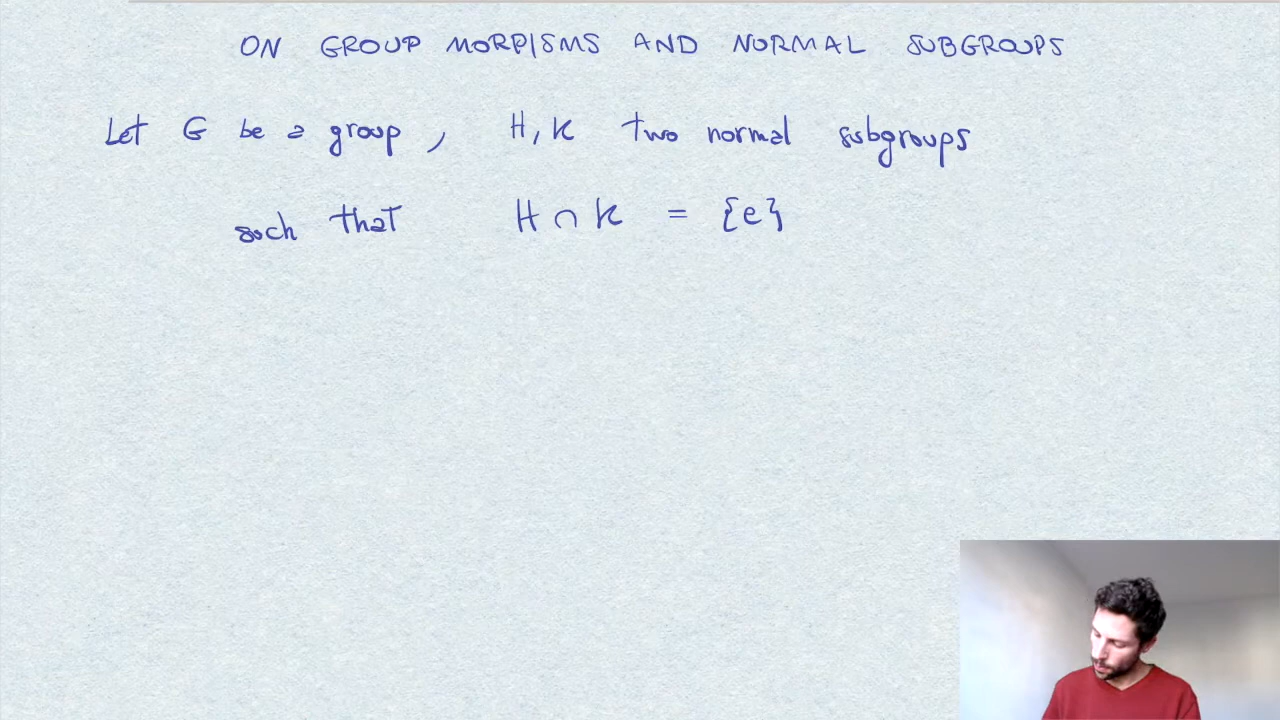 ON GROUP MORPISMS AND NORMAL SUBGROUPS
Let G be a group, H, K two normal subgroups
such that H ∩ K = {e}